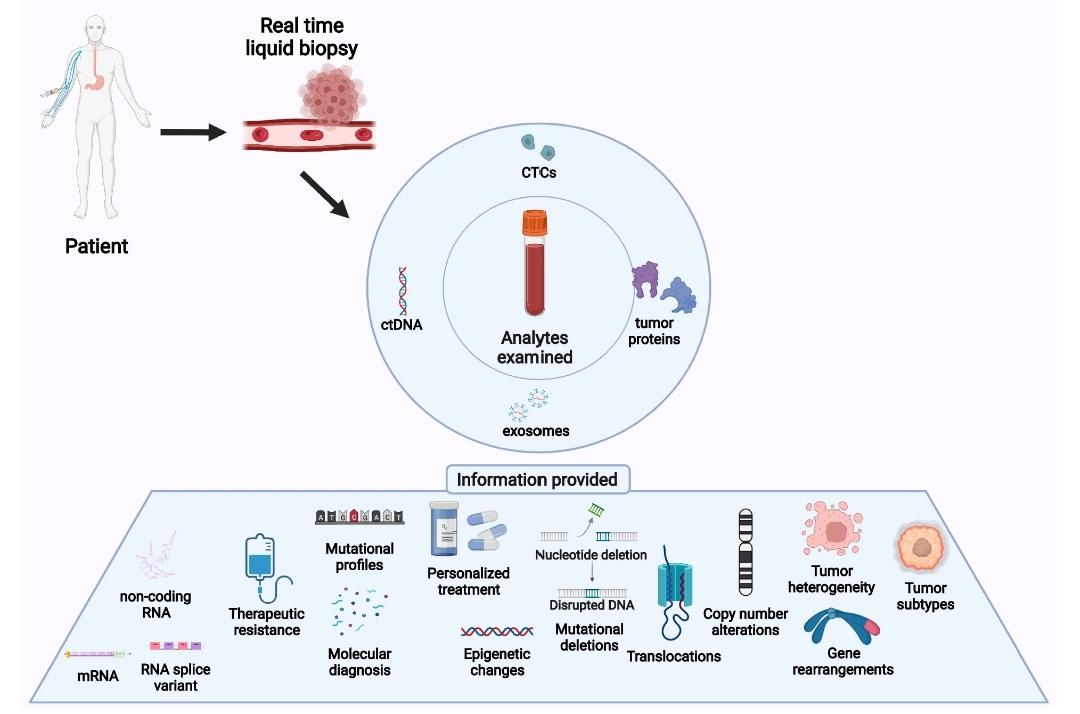 Real time
liquid biopsy
Patient
CTCs
ctDNA
tumor
proteins
Analytes
examined
exosomes
Information provided
non-coding
RNA
mRNA
RNA splice
variant
Therapeutic
resistance
A T G C G A C T
Mutational
profiles
Molecular
diagnosis
Personalized
treatment
Epigenetic
changes
Nucleotide deletion
Disrupted DNA
Mutational
deletions
Translocations
Copy number
alterations
Tumor
heterogeneity
Gene
rearrangements
Tumor
subtypes